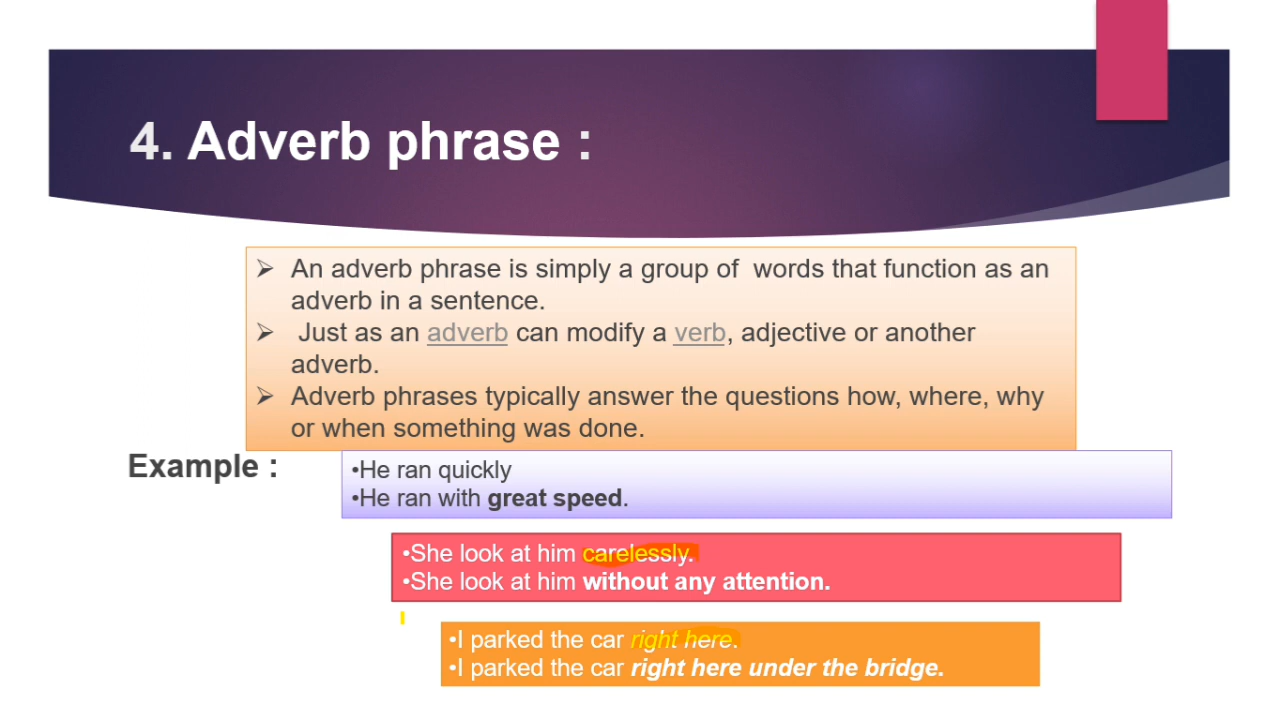 4. Adverb phrase :
➢ An adverb phrase is simply a group of words that function as an
adverb in a sentence.
➢ Just as an adverb can modify a verb, adjective or another
adverb.
➢ Adverb phrases typically answer the questions how, where, why
or when something was done.
Example :
•He ran quickly
•He ran with great speed.
•She look at him carelessly.
•She look at him without any attention.
•I parked the car right here.
•I parked the car right here under the bridge.